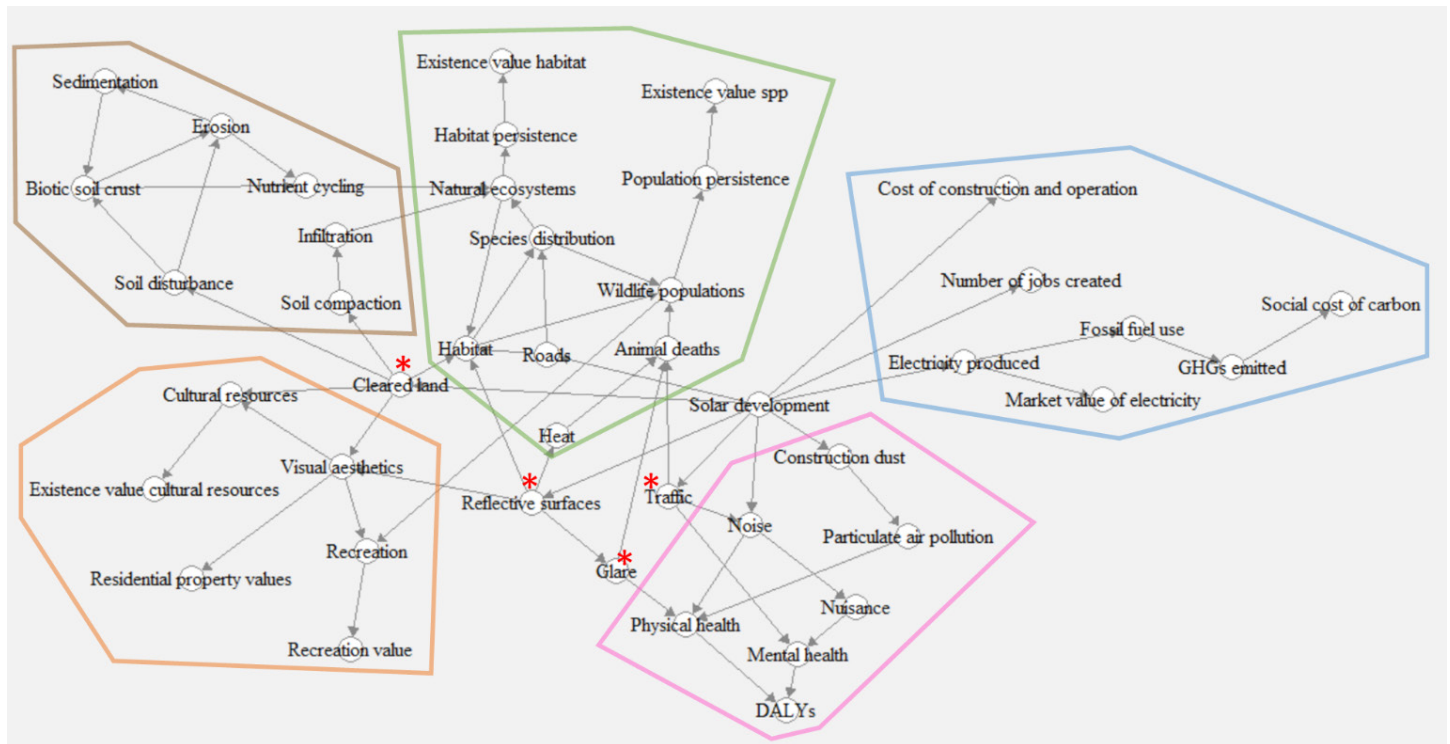 Sedimentation
Erosion
Biotic soil crust
Nutrient cycling
Infiltration
Soil disturbance
Soil compaction
Existence value habitat
Existence value spp
Habitat persistence
Population persistence
Natural ecosystems
Species distribution
Wildlife populations
Habitat
Roads
Animal deaths
Heat
Cost of construction and operation
Number of jobs created
Social cost of carbon
Fossil fuel use
Electricity produced
GHGs emitted
Market value of electricity
*
Cleared land
Solar development
Cultural resources
Visual aesthetics
Existence value cultural resources
Recreation
Residential property values
Recreation value
*
Reflective surfaces
*
Traffic
*
Glare
Construction dust
Noise
Particulate air pollution
Nuisance
Physical health
Mental health
DALYs